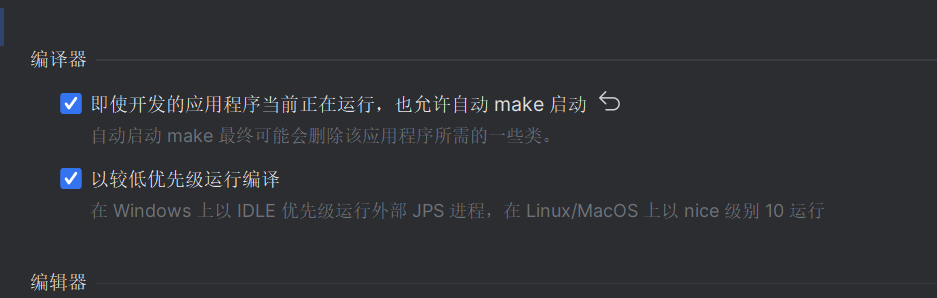 编译器
即使开发的应用程序当前正在运行，也允许自动 make 启动
自动启动 make 最终可能会删除该应用程序所需的一些类。
以较低优先级运行编译
在 Windows 上以 IDLE 优先级运行外部 JPS 进程，在 Linux/MacOS 上以 nice 级别 10 运行
编辑器